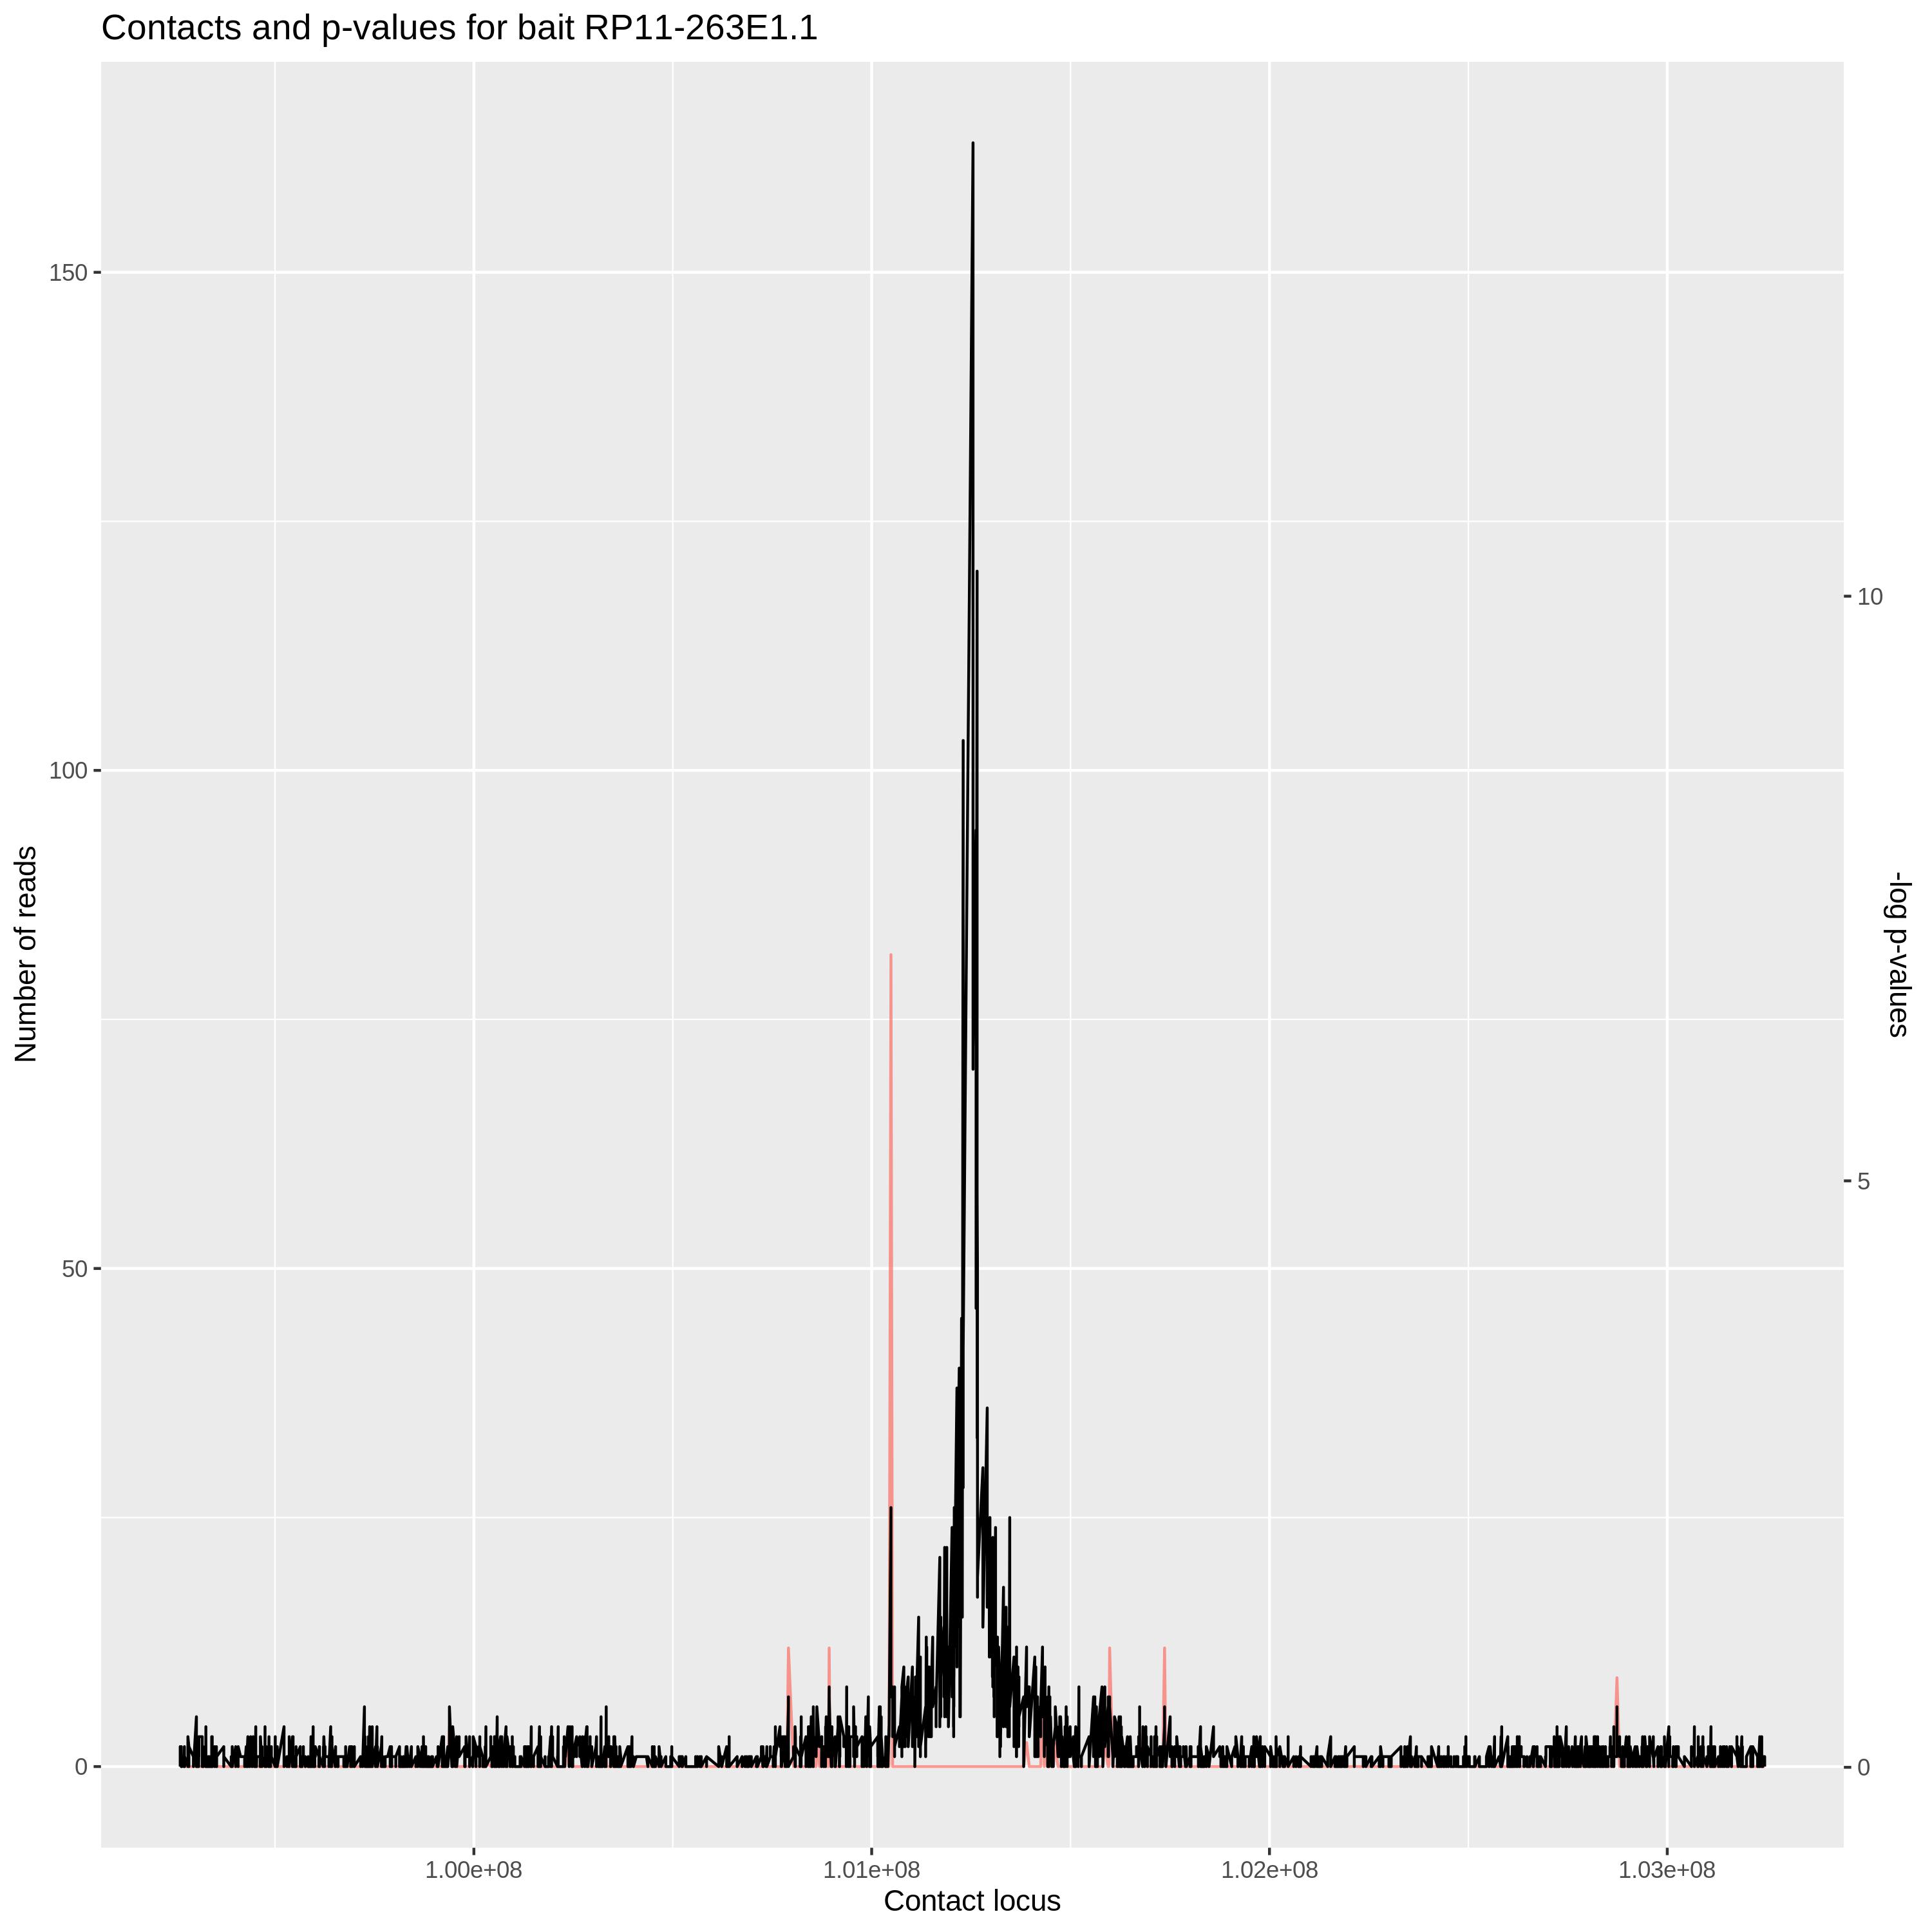 Contacts and p-values for bait RP11-263E1.1
150
100
50
0
10
5
0
Number of reads
-log p-values
1.00e+08
1.01e+08
1.02e+08
1.03e+08
Contact locus